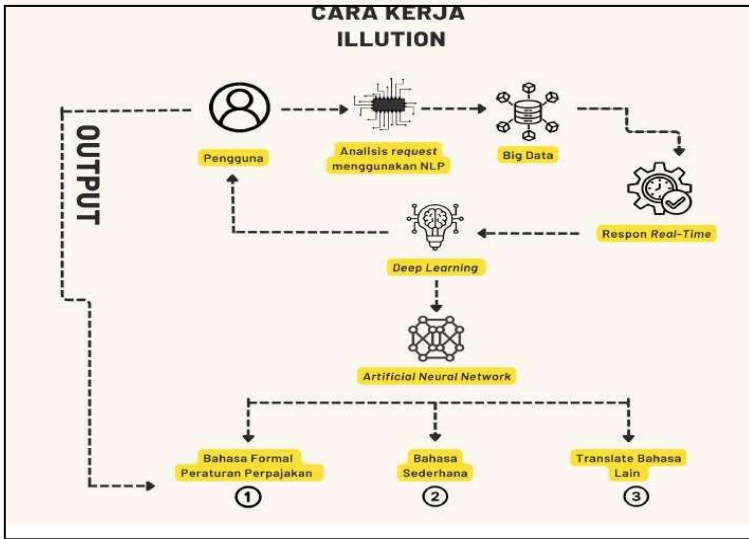 CARA KERJA
ILLUTION
OUTPUT
Pengguna
Analisis request
menggunakan NLP
Big Data
Respon Real-Time
Deep Learning
Artificial Neural Network
Bahasa Formal
Peraturan Perpajakan
1
Bahasa
Sederhana
2
Translate Bahasa
Lain
3